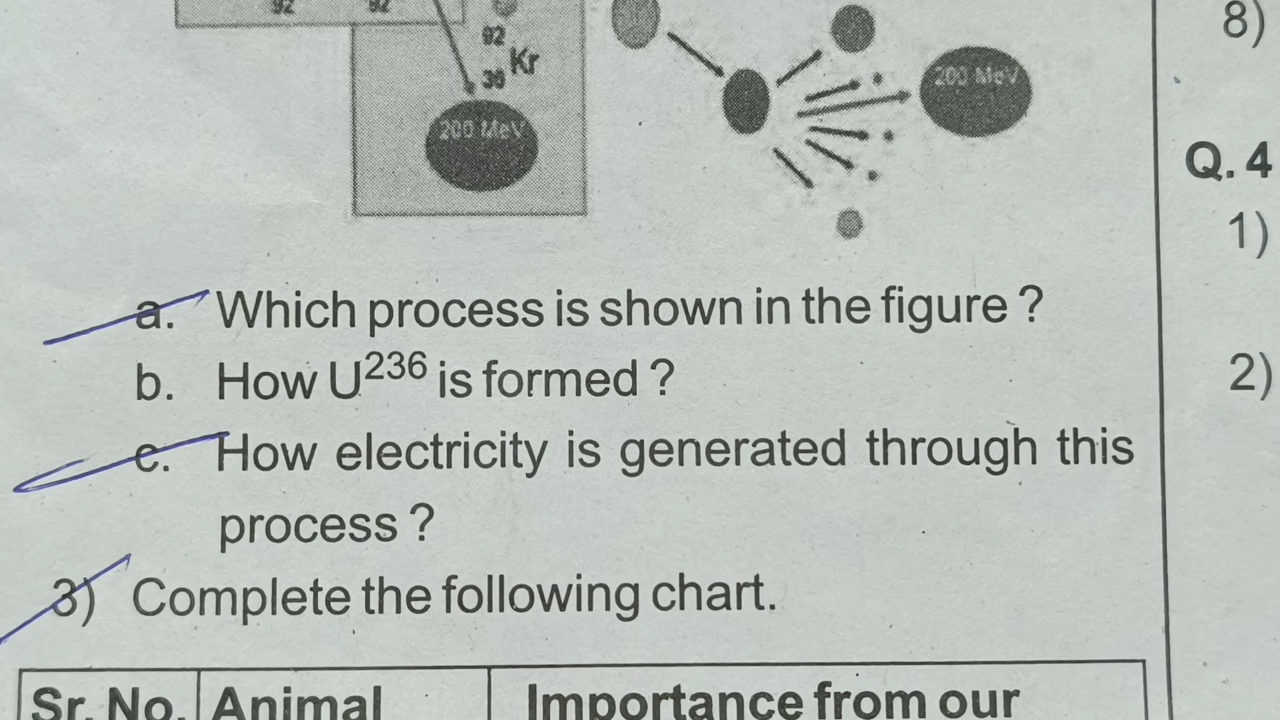 92 92
92
36 Kr
200 MeV
200 MeV
a. Which process is shown in the figure ?
b. How U²³⁶ is formed ?
c. How electricity is generated through this
process ?
3) Complete the following chart.
Sr. No. Animal Importance from our
8)
Q. 4
1)
2)